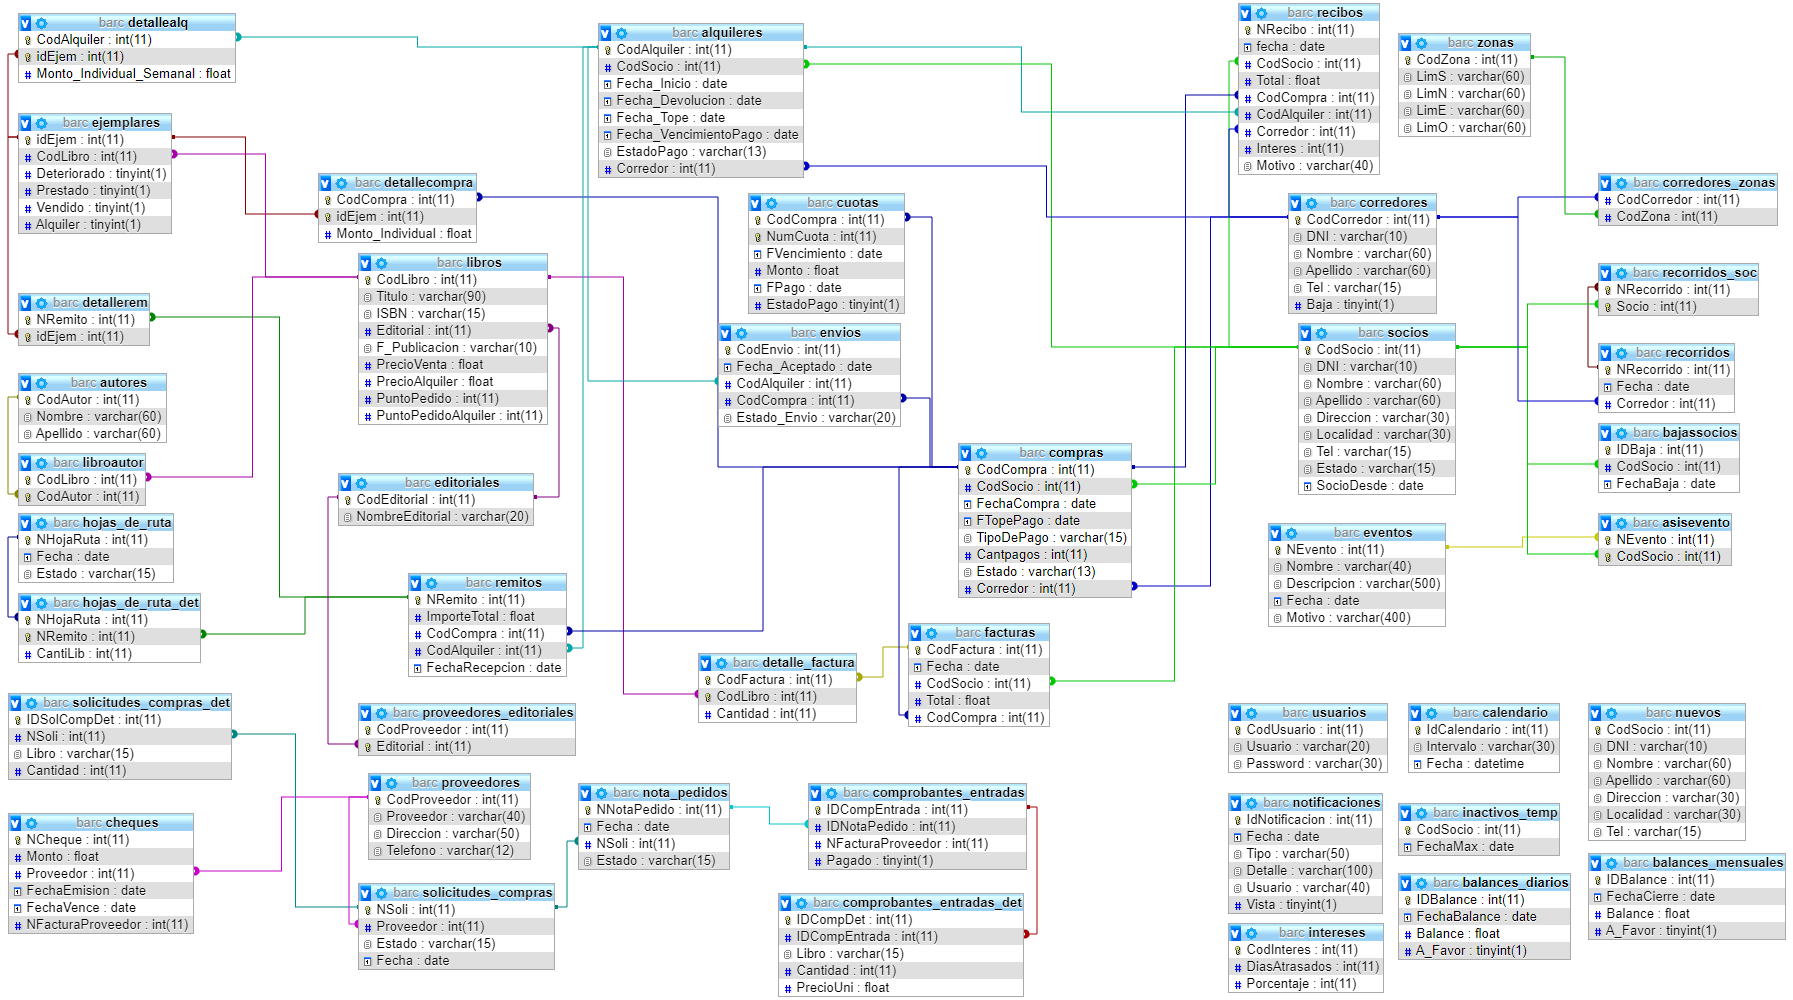 barc detallealq
CodAlquiler : int(11)
idEjem : int(11)
Monto_Individual_Semanal : float
barc ejemplares
idEjem : int(11)
CodLibro : int(11)
Deteriorado : tinyint(1)
Prestado : tinyint(1)
Vendido : tinyint(1)
Alquiler : tinyint(1)
barc detallerem
NRemito : int(11)
idEjem : int(11)
barc autores
CodAutor : int(11)
Nombre : varchar(60)
Apellido : varchar(60)
barc libroautor
CodLibro : int(11)
CodAutor : int(11)
barc hojas_de_ruta
NHojaRuta : int(11)
Fecha : date
Estado : varchar(15)
barc hojas_de_ruta_det
NHojaRuta : int(11)
NRemito : int(11)
CantiLib : int(11)
barc solicitudes_compras_det
IDSolCompDet : int(11)
NSoli : int(11)
Libro : varchar(15)
Cantidad : int(11)
barc cheques
NCheque : int(11)
Monto : float
Proveedor : int(11)
FechaEmision : date
FechaVence : date
NFacturaProveedor : int(11)
barc detallecompra
CodCompra : int(11)
idEjem : int(11)
Monto_Individual : float
barc libros
CodLibro : int(11)
Titulo : varchar(90)
ISBN : varchar(15)
Editorial : int(11)
F_Publicacion : varchar(10)
PrecioVenta : float
PrecioAlquiler : float
PuntoPedido : int(11)
PuntoPedidoAlquiler : int(11)
barc editoriales
CodEditorial : int(11)
NombreEditorial : varchar(20)
barc remitos
NRemito : int(11)
ImporteTotal : float
CodCompra : int(11)
CodAlquiler : int(11)
FechaRecepcion : date
barc proveedores_editoriales
CodProveedor : int(11)
Editorial : int(11)
barc proveedores
CodProveedor : int(11)
Proveedor : varchar(40)
Direccion : varchar(50)
Telefono : varchar(12)
barc solicitudes_compras
NSoli : int(11)
Proveedor : int(11)
Estado : varchar(15)
Fecha : date
barc alquileres
CodAlquiler : int(11)
CodSocio : int(11)
Fecha_Inicio : date
Fecha_Devolucion : date
Fecha_Tope : date
Fecha_VencimientoPago : date
EstadoPago : varchar(13)
Corredor : int(11)
barc cuotas
CodCompra : int(11)
NumCuota : int(11)
FVencimiento : date
Monto : float
FPago : date
EstadoPago : tinyint(1)
barc envios
CodEnvio : int(11)
Fecha_Aceptado : date
CodAlquiler : int(11)
CodCompra : int(11)
Estado_Envio : varchar(20)
barc compras
CodCompra : int(11)
CodSocio : int(11)
FechaCompra : date
FTopePago : date
TipoDePago : varchar(15)
Cantpagos : int(11)
Estado : varchar(13)
Corredor : int(11)
barc facturas
CodFactura : int(11)
Fecha : date
CodSocio : int(11)
Total : float
CodCompra : int(11)
barc detalle_factura
CodFactura : int(11)
CodLibro : int(11)
Cantidad : int(11)
barc nota_pedidos
NNotaPedido : int(11)
Fecha : date
NSoli : int(11)
Estado : varchar(15)
barc comprobantes_entradas
IDCompEntrada : int(11)
IDNotaPedido : int(11)
NFacturaProveedor : int(11)
Pagado : tinyint(1)
barc comprobantes_entradas_det
IDCompDet : int(11)
IDCompEntrada : int(11)
Libro : varchar(15)
Cantidad : int(11)
PrecioUni : float
barc recibos
NRecibo : int(11)
fecha : date
CodSocio : int(11)
Total : float
CodCompra : int(11)
CodAlquiler : int(11)
Corredor : int(11)
Interes : int(11)
Motivo : varchar(40)
barc zonas
CodZona : int(11)
LimS : varchar(60)
LimN : varchar(60)
LimE : varchar(60)
LimO : varchar(60)
barc corredores
CodCorredor : int(11)
DNI : varchar(10)
Nombre : varchar(60)
Apellido : varchar(60)
Tel : varchar(15)
Baja : tinyint(1)
barc corredores_zonas
CodCorredor : int(11)
CodZona : int(11)
barc recorridos_soc
NRecorrido : int(11)
Socio : int(11)
barc socios
CodSocio : int(11)
DNI : varchar(10)
Nombre : varchar(60)
Apellido : varchar(60)
Direccion : varchar(30)
Localidad : varchar(30)
Tel : varchar(15)
Estado : varchar(15)
SocioDesde : date
barc recorridos
NRecorrido : int(11)
Fecha : date
Corredor : int(11)
barc bajassocios
IDBaja : int(11)
CodSocio : int(11)
FechaBaja : date
barc eventos
NEvento : int(11)
Nombre : varchar(40)
Descripcion : varchar(500)
Fecha : date
Motivo : varchar(400)
barc asisevento
NEvento : int(11)
CodSocio : int(11)
barc usuarios
CodUsuario : int(11)
Usuario : varchar(20)
Password : varchar(30)
barc calendario
IdCalendario : int(11)
Intervalo : varchar(30)
Fecha : datetime
barc nuevos
CodSocio : int(11)
DNI : varchar(10)
Nombre : varchar(60)
Apellido : varchar(60)
Direccion : varchar(30)
Localidad : varchar(30)
Tel : varchar(15)
barc notificaciones
IdNotificacion : int(11)
Fecha : date
Tipo : varchar(50)
Detalle : varchar(100)
Usuario : varchar(40)
Vista : tinyint(1)
barc inactivos_temp
CodSocio : int(11)
FechaMax : date
barc balances_diarios
IDBalance : int(11)
FechaBalance : date
Balance : float
A_Favor : tinyint(1)
barc balances_mensuales
IDBalance : int(11)
FechaCierre : date
Balance : float
A_Favor : tinyint(1)
barc intereses
CodInteres : int(11)
DiasAtrasados : int(11)
Porcentaje : int(11)